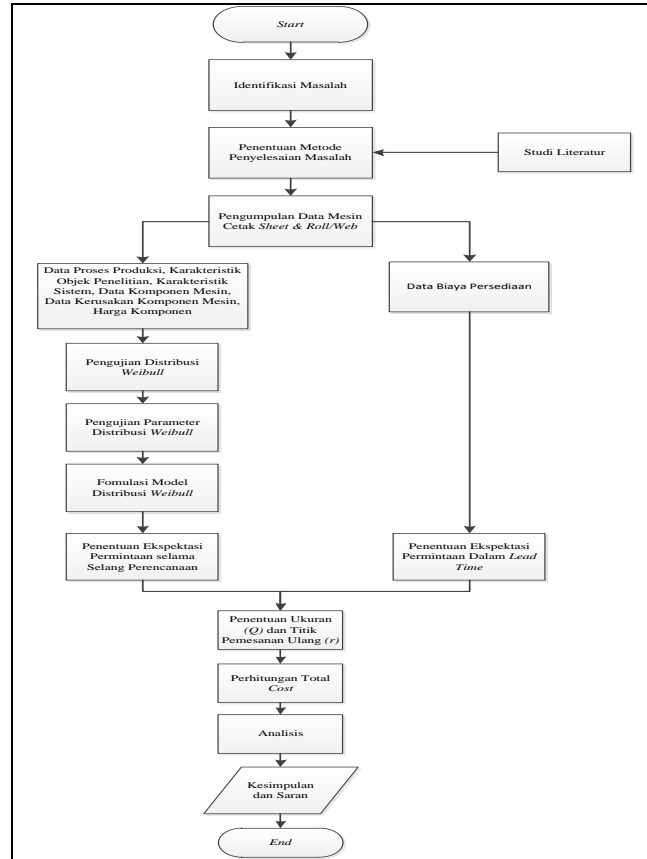 Start
Identifikasi Masalah
Penentuan Metode
Penyelesaian Masalah
Studi Literatur
Pengumpulan Data Mesin
Cetak Sheet & Roll/Web
Data Proses Produksi, Karakteristik
Objek Penelitian, Karakteristik
Sistem, Data Komponen Mesin,
Data Kerusakan Komponen Mesin,
Harga Komponen
Data Biaya Persediaan
Pengujian Distribusi
Weibull
Pengujian Parameter
Distribusi Weibull
Fomulasi Model
Distribusi Weibull
Penentuan Ekspektasi
Permintaan selama
Selang Perencanaan
Penentuan Ekspektasi
Permintaan Dalam Lead
Time
Penentuan Ukuran
(Q) dan Titik
Pemesanan Ulang (r)
Perhitungan Total
Cost
Analisis
Kesimpulan
dan Saran
End